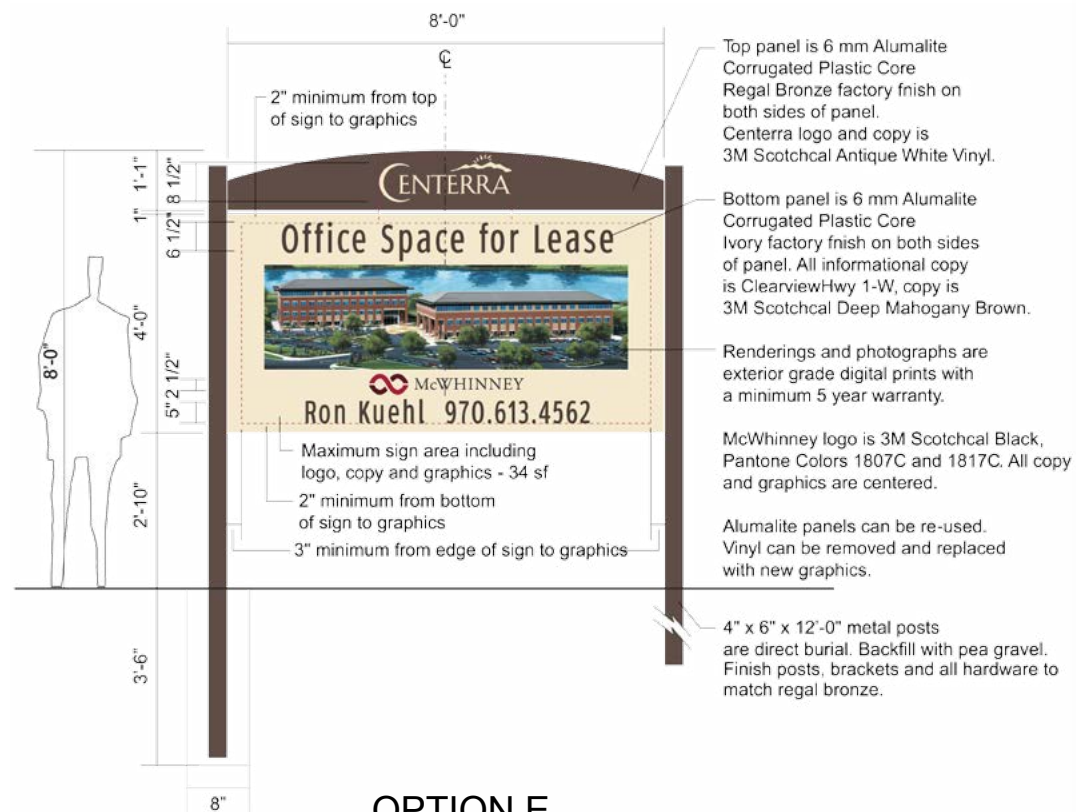 8'-0"
℄
2" minimum from top
of sign to graphics
1'-1"
8 1/2"
1"
6 1/2"
4'-0"
8'-0"
2 1/2"
5"
2'-10"
3'-6"
8"
CENTERRA
Office Space for Lease
McWHINNEY
Ron Kuehl 970.613.4562
Maximum sign area including
logo, copy and graphics - 34 sf
2" minimum from bottom
of sign to graphics
3" minimum from edge of sign to graphics
Top panel is 6 mm Alumalite
Corrugated Plastic Core
Regal Bronze factory fnish on
both sides of panel.
Centerra logo and copy is
3M Scotchcal Antique White Vinyl.
Bottom panel is 6 mm Alumalite
Corrugated Plastic Core
Ivory factory fnish on both sides
of panel. All informational copy
is ClearviewHwy 1-W, copy is
3M Scotchcal Deep Mahogany Brown.
Renderings and photographs are
exterior grade digital prints with
a minimum 5 year warranty.
McWhinney logo is 3M Scotchcal Black,
Pantone Colors 1807C and 1817C. All copy
and graphics are centered.
Alumalite panels can be re-used.
Vinyl can be removed and replaced
with new graphics.
4" x 6" x 12'-0" metal posts
are direct burial. Backfill with pea gravel.
Finish posts, brackets and all hardware to
match regal bronze.
OPTION E